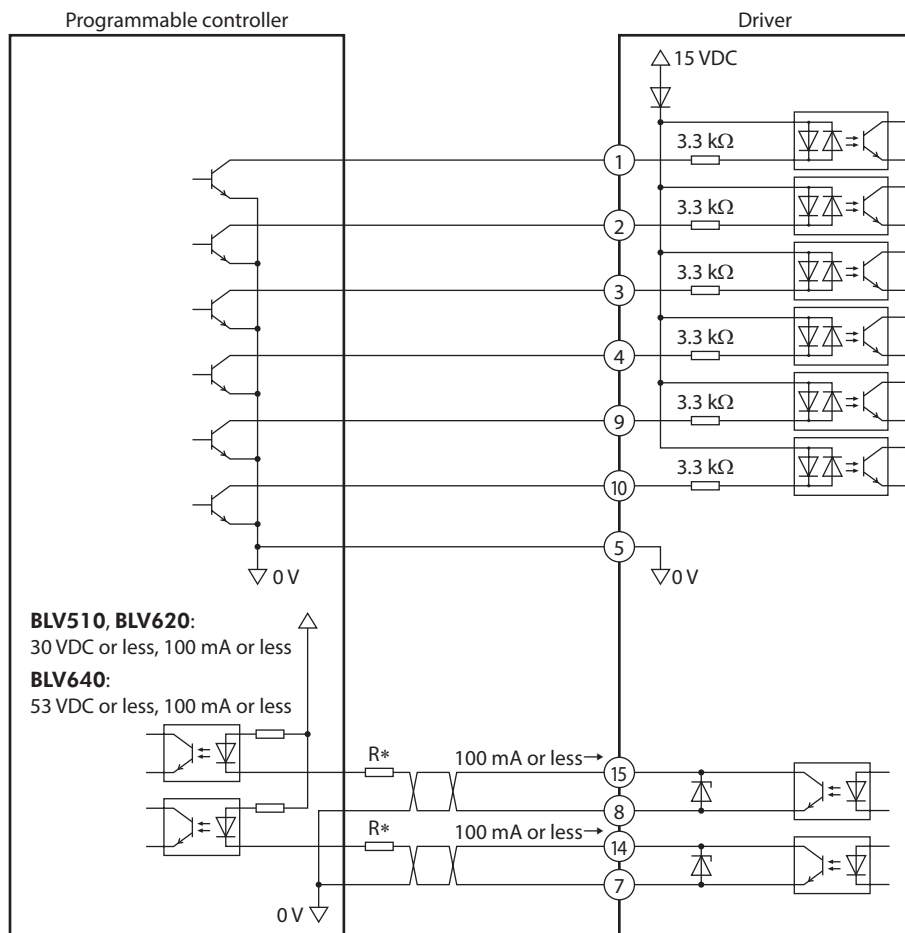 Programmable controller
Driver
15 VDC
3.3 kΩ
1
3.3 kΩ
2
3.3 kΩ
3
3.3 kΩ
4
3.3 kΩ
9
3.3 kΩ
10
5
0 V
0 V
BLV510, BLV620:
30 VDC or less, 100 mA or less
BLV640:
53 VDC or less, 100 mA or less
R*
100 mA or less
15
8
R*
100 mA or less
14
7
0 V